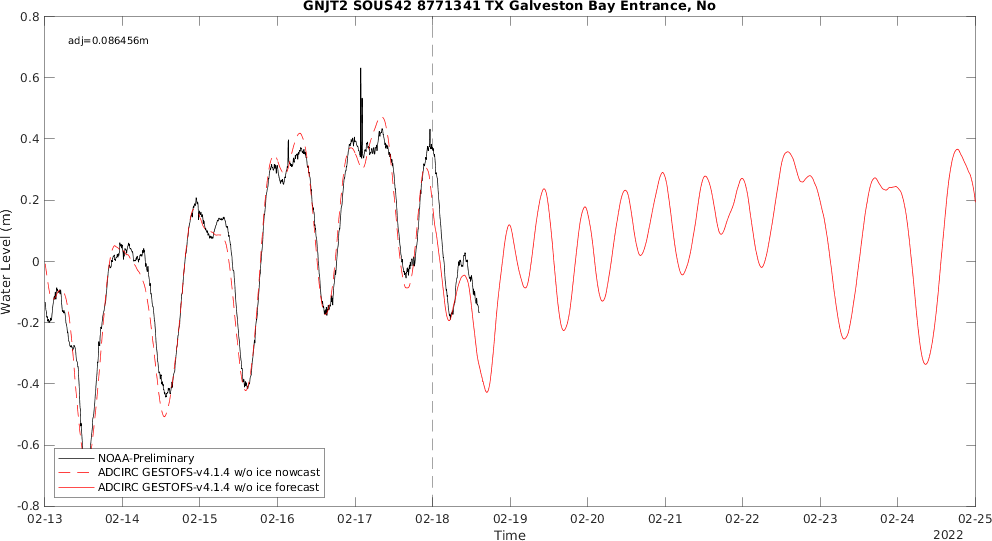 GNJT2 SOUS42 8771341 TX Galveston Bay Entrance, No
adj=0.086456m
Water Level (m)
0.8
0.6
0.4
0.2
0
-0.2
-0.4
-0.6
-0.8
NOAA-Preliminary
ADCIRC GESTOFS-v4.1.4 w/o ice nowcast
ADCIRC GESTOFS-v4.1.4 w/o ice forecast
02-13 02-14 02-15 02-16 02-17 02-18 02-19 02-20 02-21 02-22 02-23 02-24 02-25
Time
2022